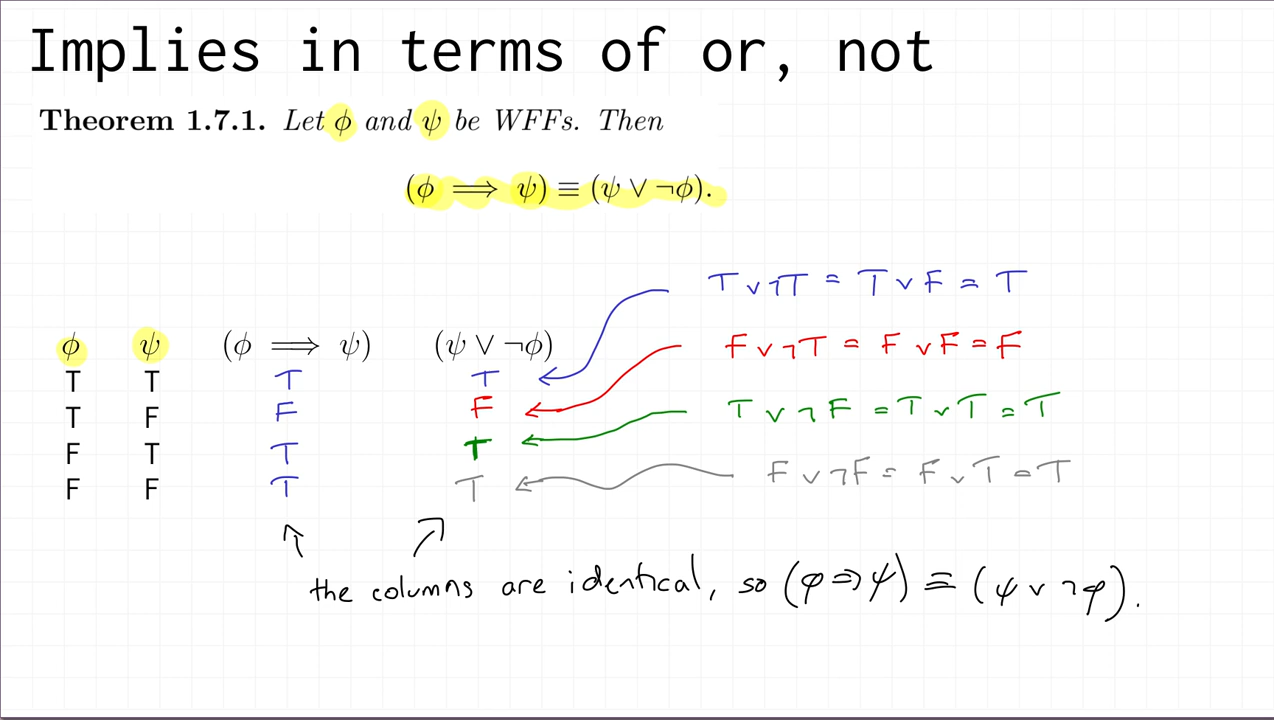 Implies in terms of or, not
Theorem 1.7.1. Let ϕ and ψ be WFFs. Then
(ϕ ⟹ ψ) ≡ (ψ ∨ ¬ϕ).
T ∨ ¬T = T ∨ F = T
ϕ ψ (ϕ ⟹ ψ) (ψ ∨ ¬ϕ) F ∨ ¬T = F ∨ F = F
T T T T
T F F F T ∨ ¬F = T ∨ T = T
F T T T
F F T T F ∨ ¬F = F ∨ T = T
the columns are identical, so (φ ⇒ ψ) ≡ (ψ ∨ ¬φ).